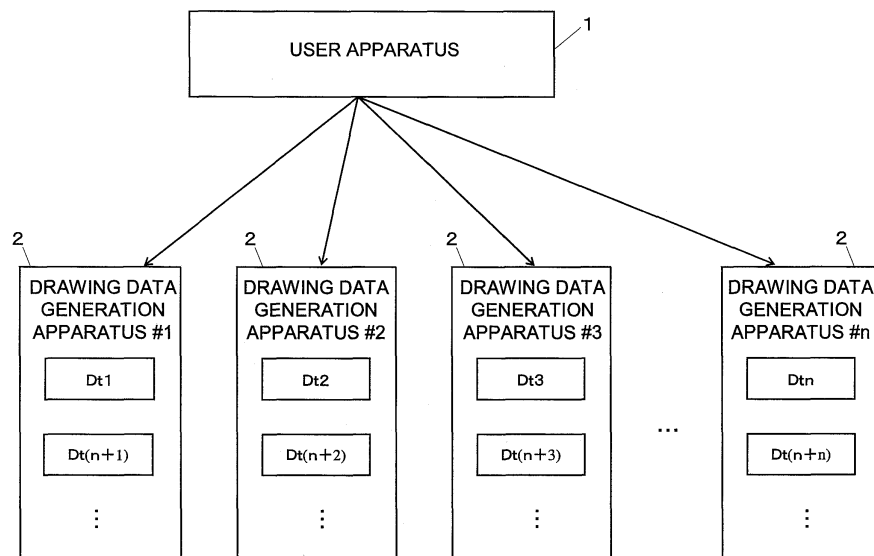 USER APPARATUS
1
2
2
2
2
DRAWING DATA
GENERATION
APPARATUS #1
DRAWING DATA
GENERATION
APPARATUS #2
DRAWING DATA
GENERATION
APPARATUS #3
DRAWING DATA
GENERATION
APPARATUS #n
Dt1
Dt2
Dt3
Dtn
...
Dt(n+1)
Dt(n+2)
Dt(n+3)
Dt(n+n)
⋮
⋮
⋮
⋮